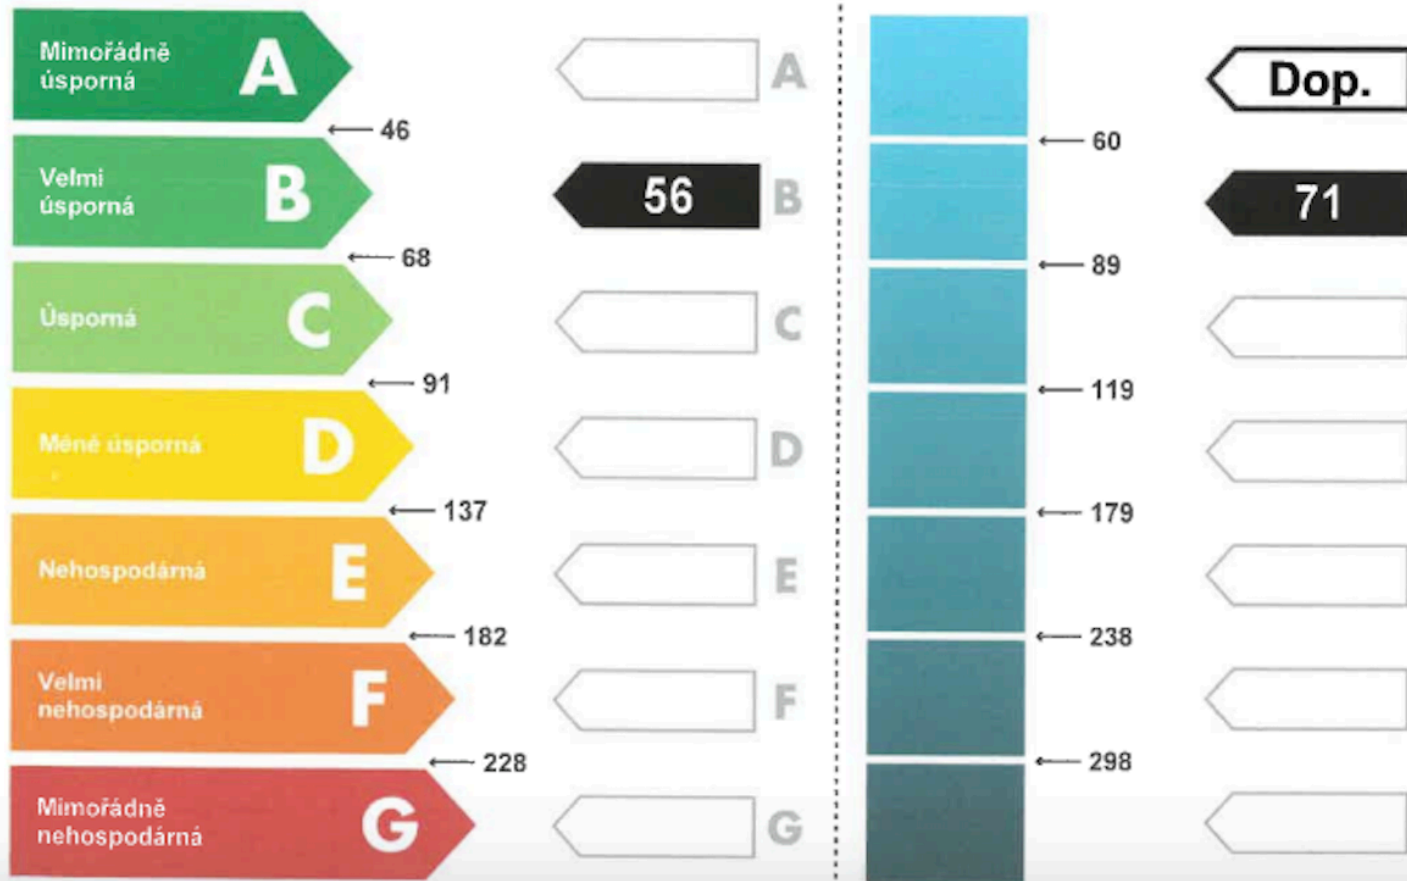 Mimořádně
úsporná
A
A
Dop.
46
60
Velmi
úsporná
B
56
B
71
68
89
Úsporná
C
C
91
119
Méně úsporná
D
D
137
179
Nehospodárná
E
E
182
238
Velmi
nehospodárná
F
F
228
298
Mimořádně
nehospodárná
G
G